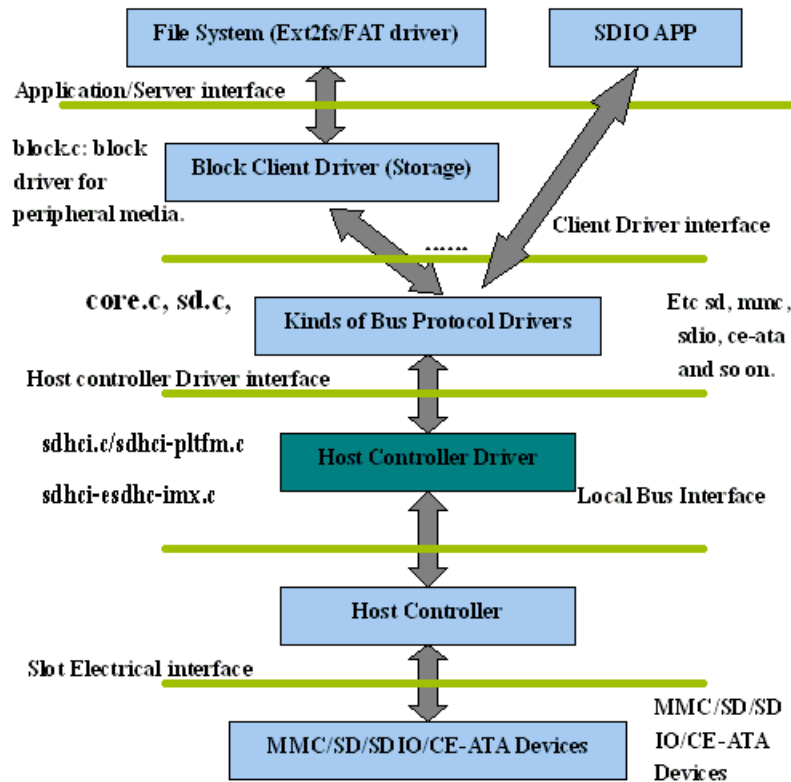 File System (Ext2fs/FAT driver)
SDIO APP
Application/Server interface
block.c: block
driver for
peripheral media.
Block Client Driver (Storage)
......
Client Driver interface
core.c, sd.c,
Kinds of Bus Protocol Drivers
Etc sd, mmc,
sdio, ce-ata
and so on.
Host controller Driver interface
sdhci.c/sdhci-pltfm.c
Host Controller Driver
sdhci-esdhc-imx.c
Local Bus Interface
Host Controller
Slot Electrical interface
MMC/SD/SDIO/CE-ATA Devices
MMC/SD/SD
IO/CE-ATA
Devices